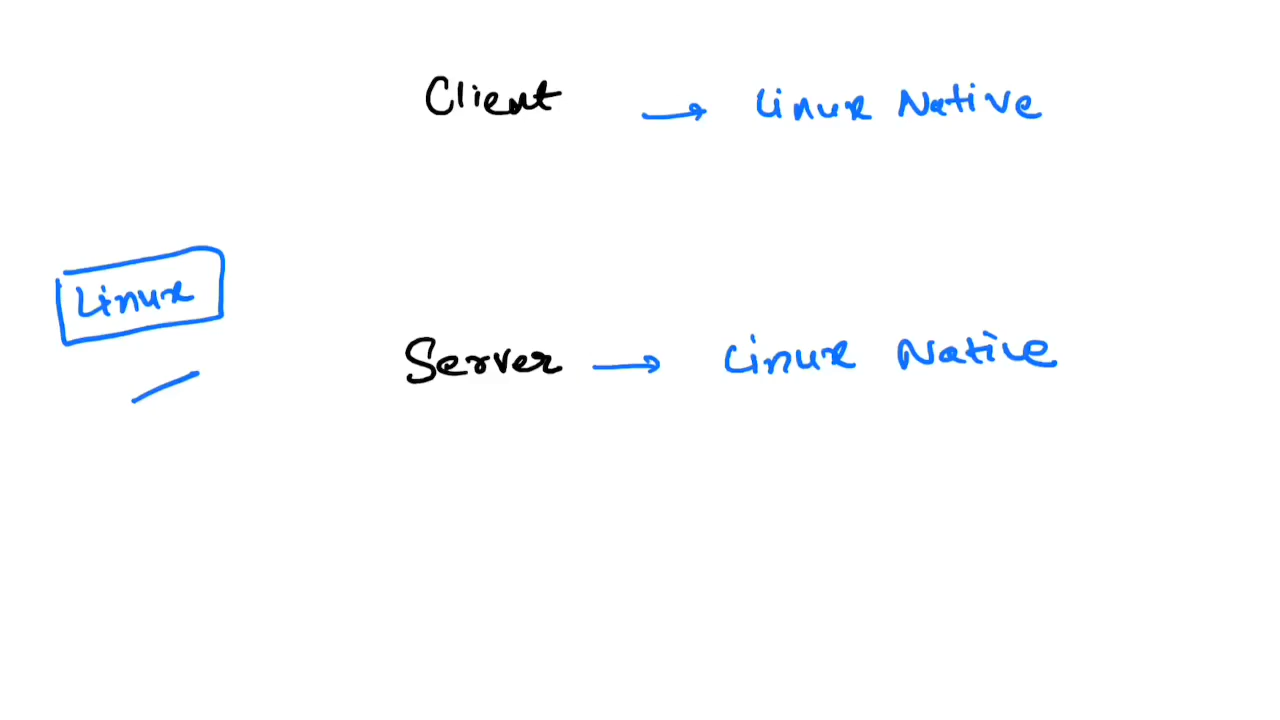 Client → Linux Native
Linux
Server → Linux Native